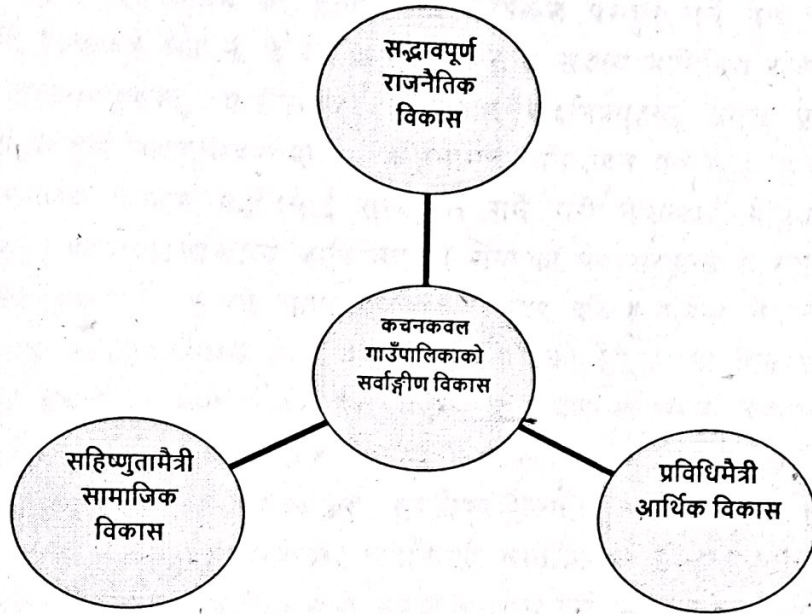 सद्भावपूर्ण
राजनैतिक
विकास
कचनकवल
गाउँपालिकाको
सर्वाङ्गीण विकास
सहिष्णुतामैत्री
सामाजिक
विकास
प्रविधिमैत्री
आर्थिक विकास